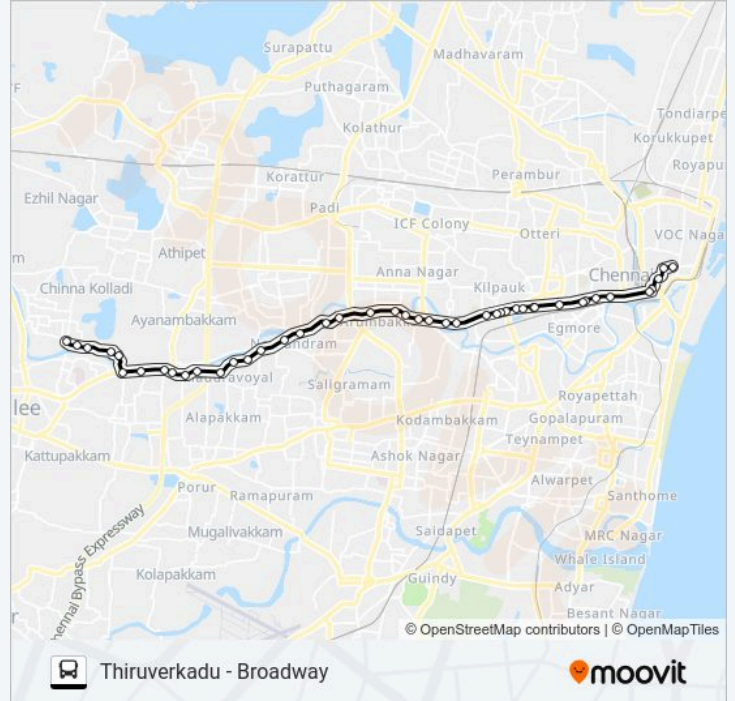 Surapattu
Madhavaram
Puthagaram
Tondiarpe
Kolathur
Korukkupet
Royapu
Korattur
Perambur
Ezhil Nagar
Padi
ICF Colony
Otteri
VOC Naga
Athipet
m
Anna Nagar
Chennai
Chinna Kolladi
Kilpauk
Ayanambakkam
Egmore
Saligramam
lee
Royapettah
Alapakkam
Kodambakkam
Gopalapuram
Teynampet
Kattupakkam
Ashok Nagar
Porur
Alwarpet
Ramapuram
Santhome
Mugalivakkam
Saidapet
MRC Nagar
Whale Island
Kolapakkam
Guindy
Adyar
ennai Bypass Expressway
Besant Nagar
© OpenStreetMap contributors | © OpenMapTiles
Thiruverkadu - Broadway
moovit